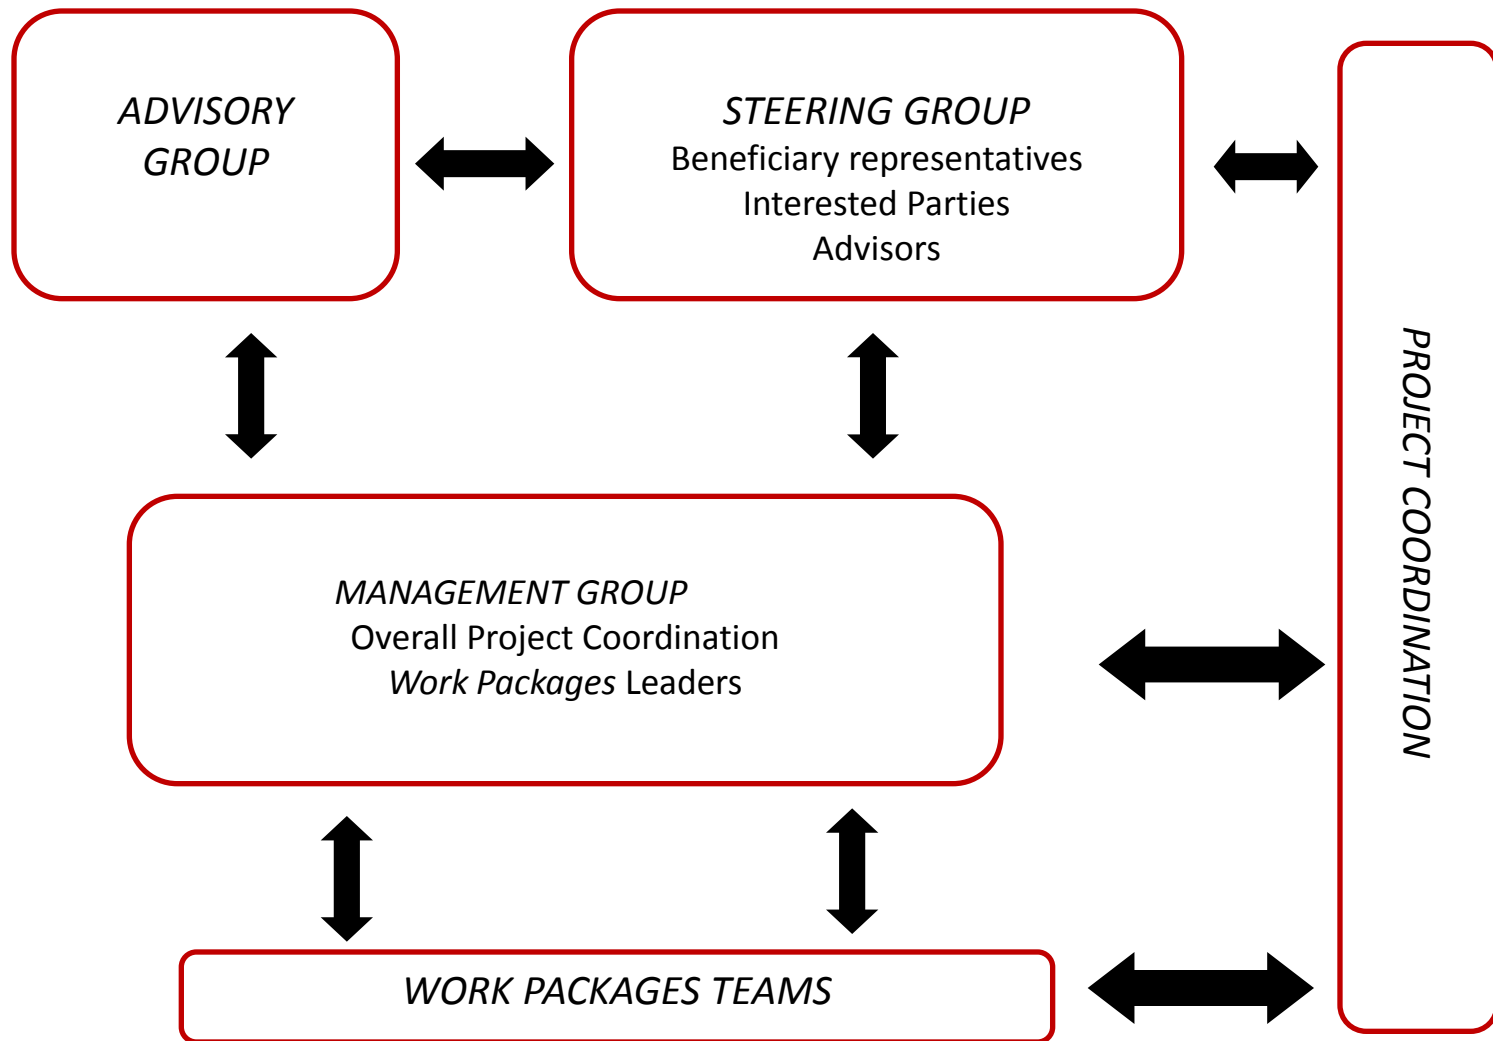 ADVISORY
GROUP
STEERING GROUP
Beneficiary representatives
Interested Parties
Advisors
PROJECT COORDINATION
MANAGEMENT GROUP
Overall Project Coordination
Work Packages Leaders
WORK PACKAGES TEAMS